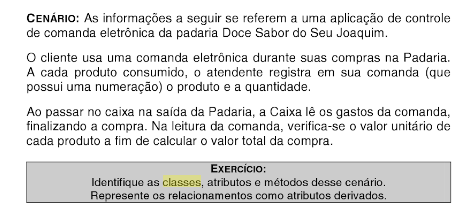 CENÁRIO: As informações a seguir se referem a uma aplicação de controle
de comanda eletrônica da padaria Doce Sabor do Seu Joaquim.
O cliente usa uma comanda eletrônica durante suas compras na Padaria.
A cada produto consumido, o atendente registra em sua comanda (que
possui uma numeração) o produto e a quantidade.
Ao passar no caixa na saída da Padaria, a Caixa lê os gastos da comanda,
finalizando a compra. Na leitura da comanda, verifica-se o valor unitário de
cada produto a fim de calcular o valor total da compra.
EXERCÍCIO:
Identifique as classes, atributos e métodos desse cenário.
Represente os relacionamentos como atributos derivados.